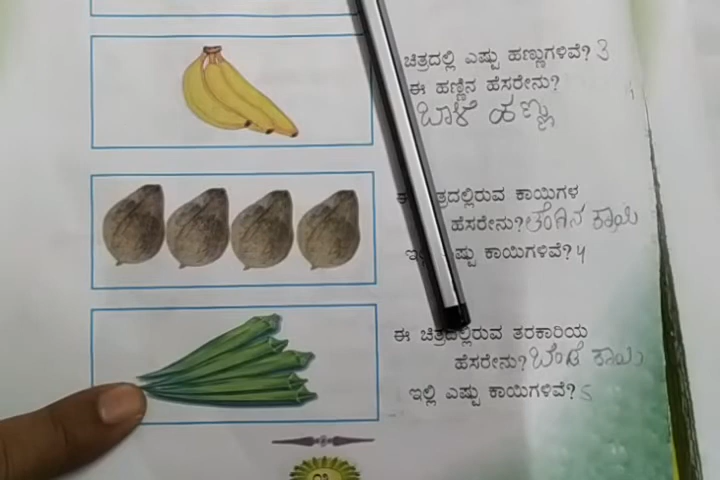 ಚಿತ್ರದಲ್ಲಿ ಎಷ್ಟು ಹಣ್ಣುಗಳಿವೆ? 3
ಈ ಹಣ್ಣಿನ ಹೆಸರೇನು?
ಬಾಳೆ ಹಣ್ಣು
ಈ ತ್ರದಲ್ಲಿರುವ ಕಾಯಿಗಳ
ಹೆಸರೇನು? ತೆಂಗಿನ ಕಾಯಿ
ಇ ಷ್ಟು ಕಾಯಿಗಳಿವೆ? 4
ಈ ಚಿತ್ರದಲ್ಲಿರುವ ತರಕಾರಿಯ
ಹೆಸರೇನು? ಬೆಂಡೆ ಕಾಯಿ
ಇಲ್ಲಿ ಎಷ್ಟು ಕಾಯಿಗಳಿವೆ? 5